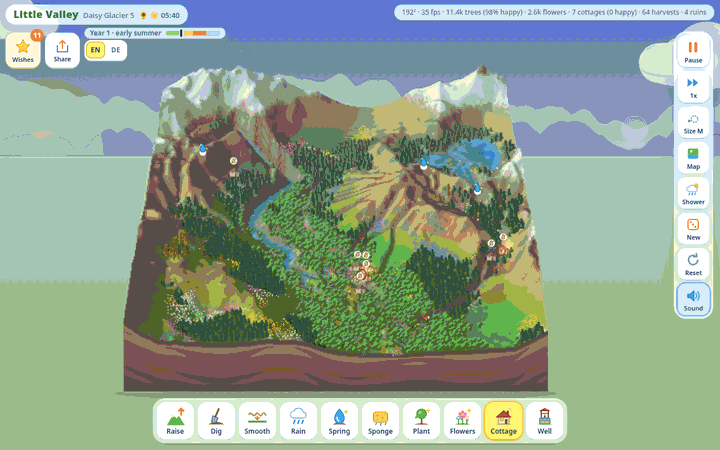 Little Valley Daisy Glacier 5 05:40
192² · 35 fps · 11.4k trees (98% happy) · 2.6k flowers · 7 cottages (0 happy) · 64 harvests · 4 ruins
Year 1 · early summer
11
Wishes
Share
EN DE
Pause
1x
Size M
Map
Shower
New
Reset
Sound
Raise Dig Smooth Rain Spring Sponge Plant Flowers Cottage Well